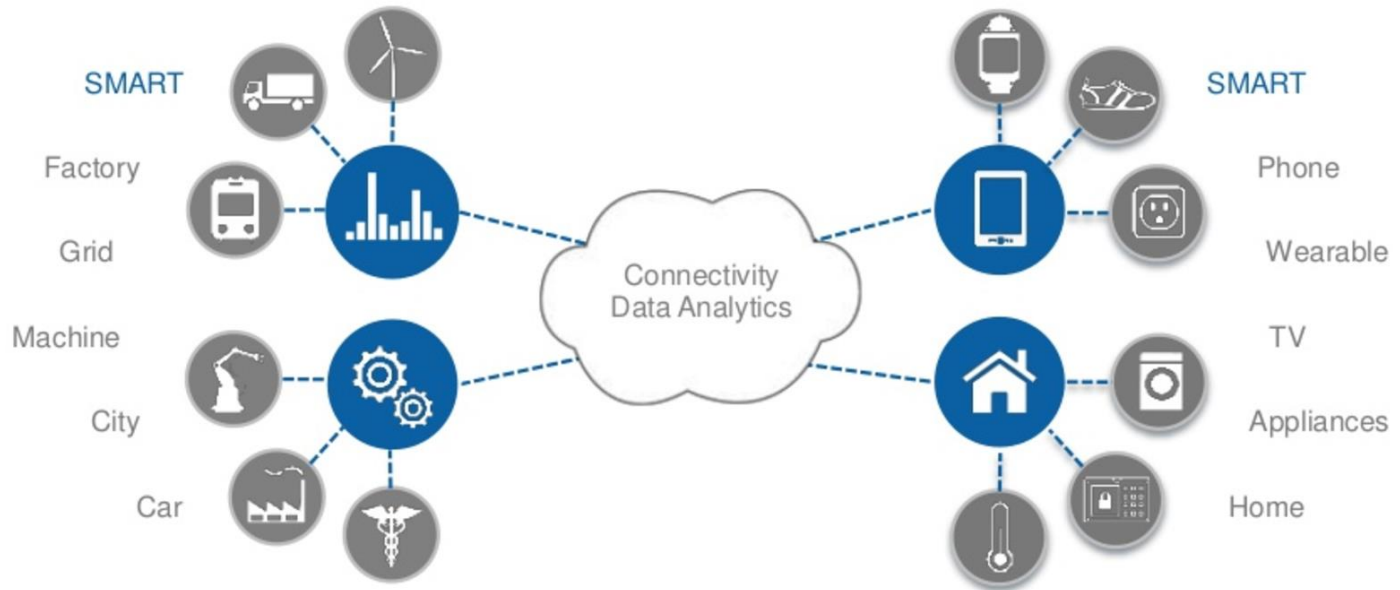 SMART
Factory
Grid
Machine
City
Car
Connectivity
Data Analytics
SMART
Phone
Wearable
TV
Appliances
Home